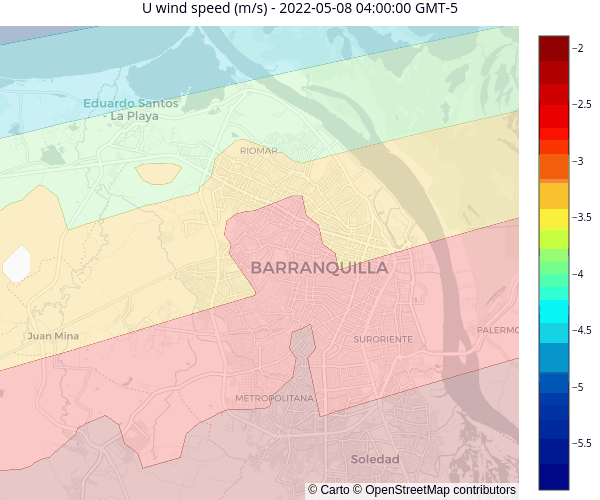 U wind speed (m/s) - 2022-05-08 04:00:00 GMT-5
Eduardo Santos
- La Playa
RIOMAR
BARRANQUILLA
Juan Mina
SURORIENTE
PALERMO
METROPOLITANA
Soledad
© Carto © OpenStreetMap contributors
−2
−2.5
−3
−3.5
−4
−4.5
−5
−5.5